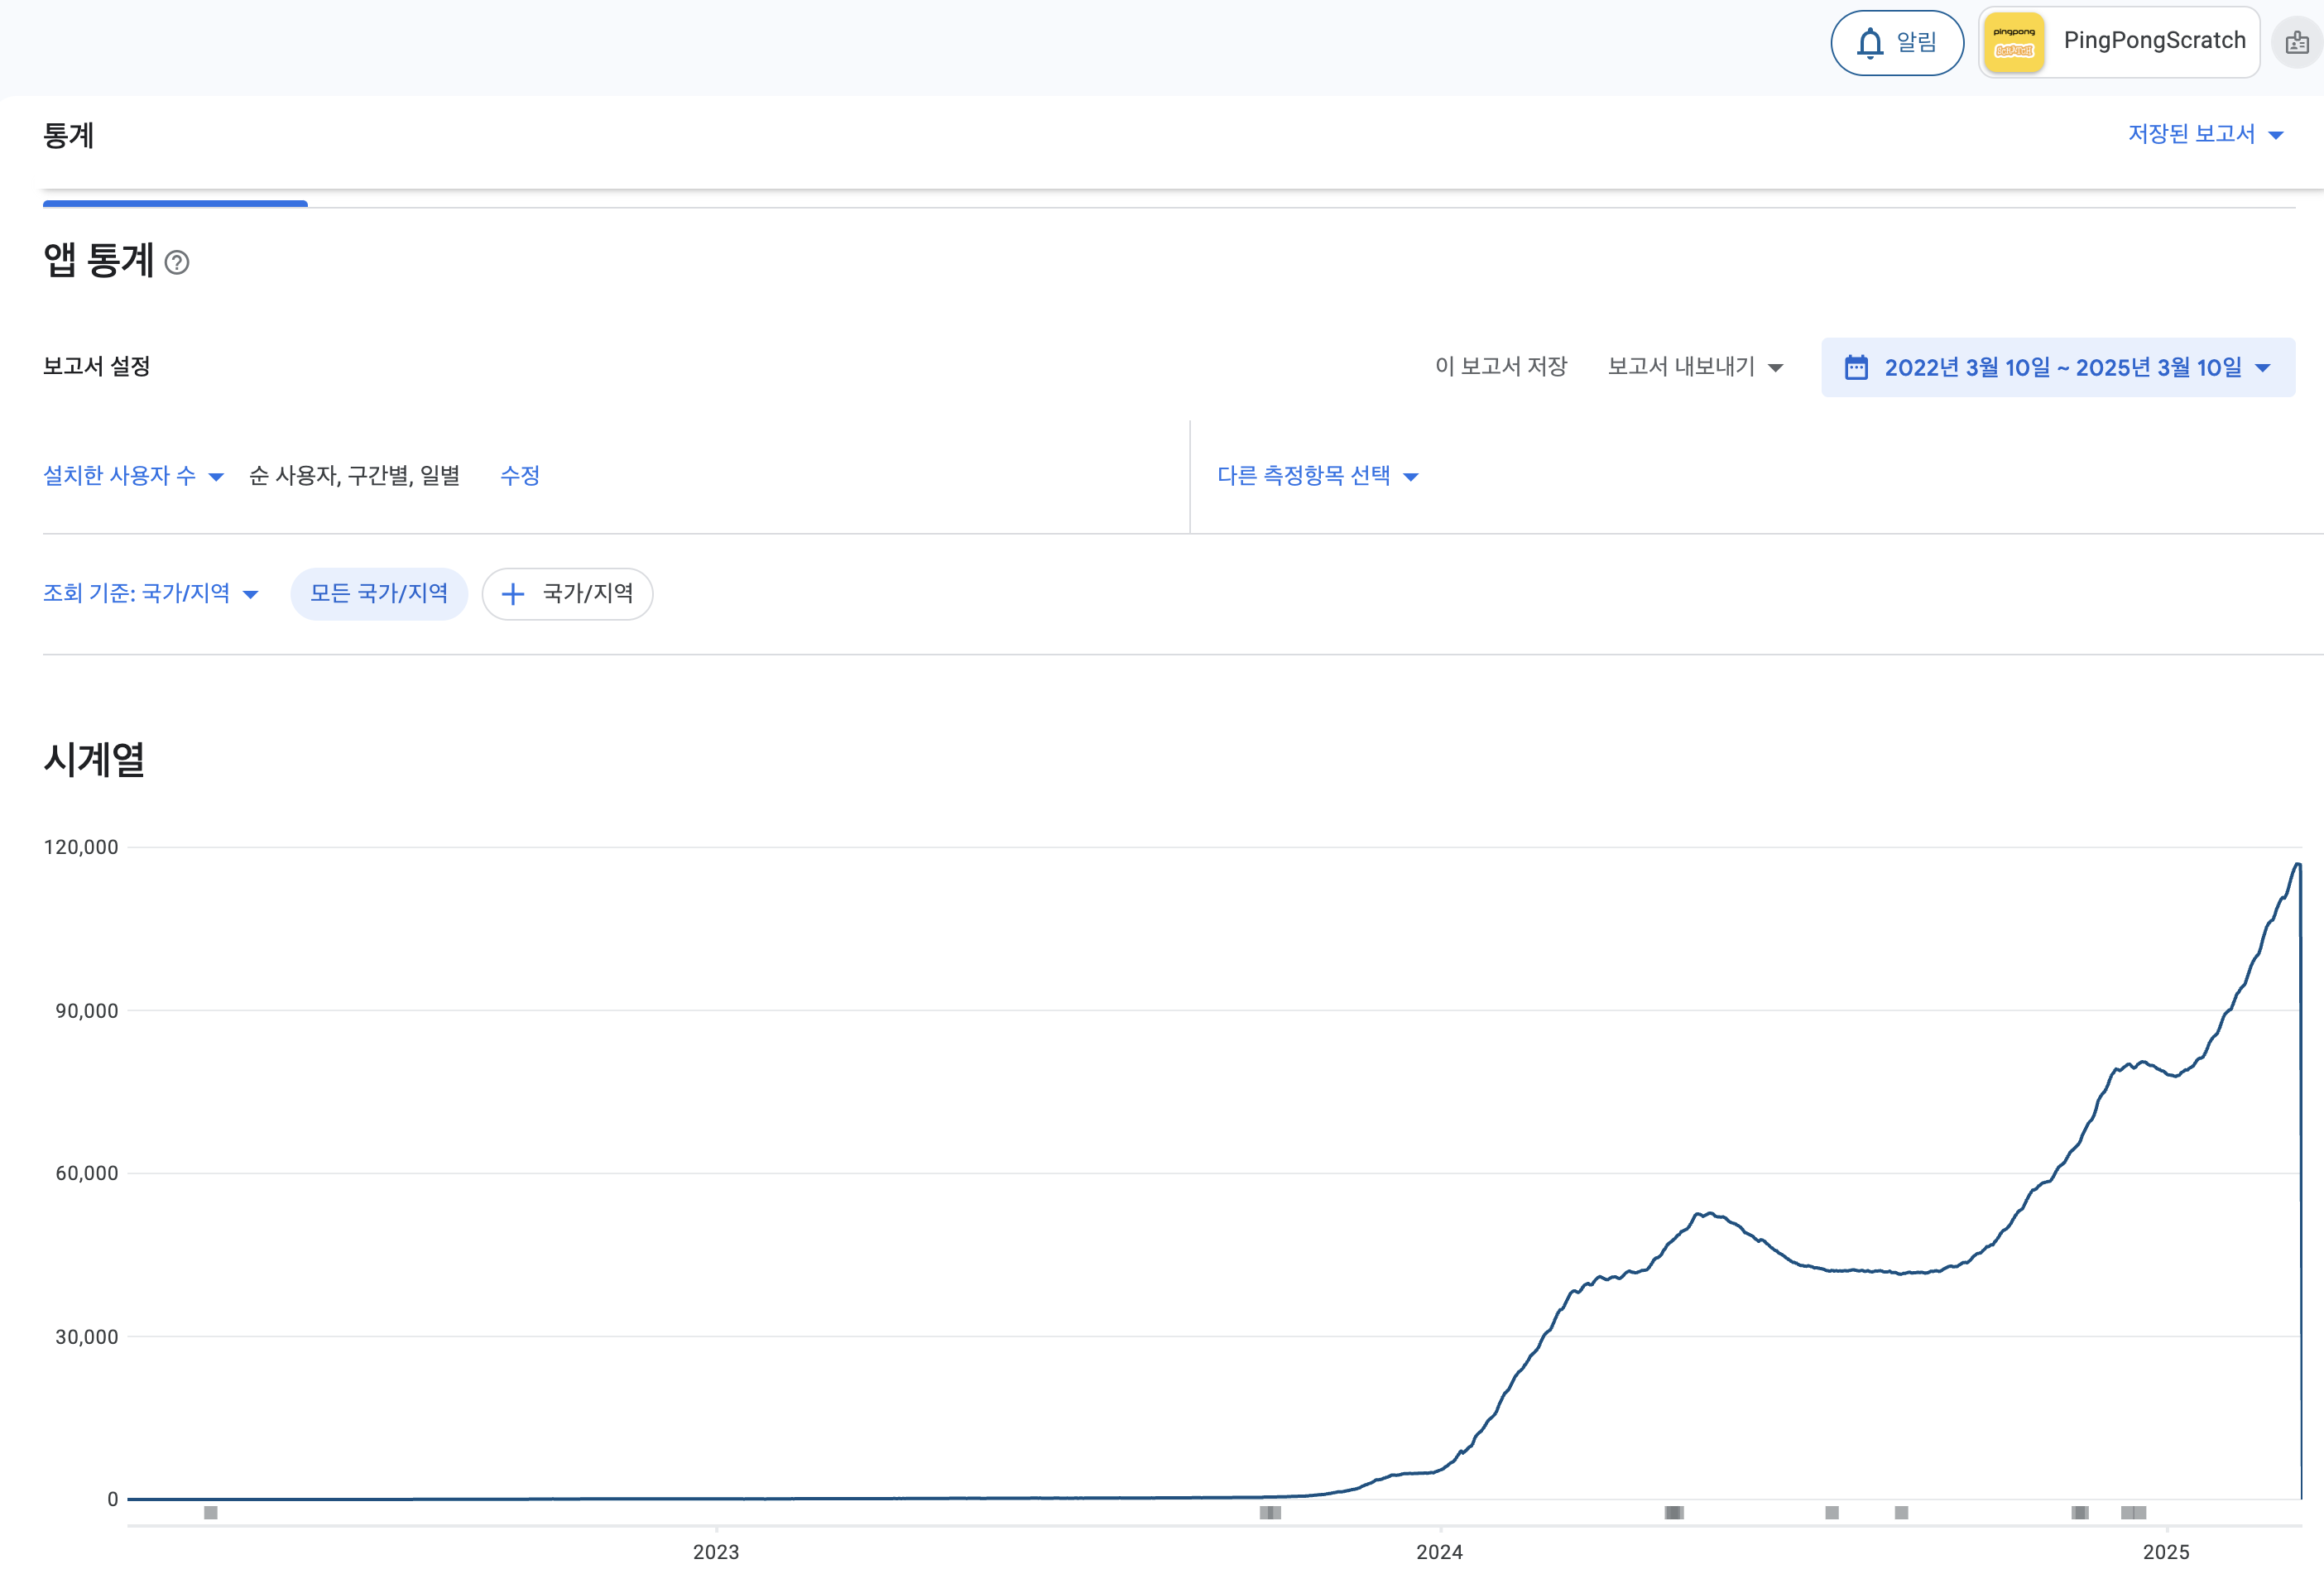 알림
pingpong
SCRATCH
PingPongScratch
통계
저장된 보고서
앱 통계
보고서 설정
이 보고서 저장
보고서 내보내기
2022년 3월 10일 ~ 2025년 3월 10일
설치한 사용자 수
순 사용자, 구간별, 일별
수정
다른 측정항목 선택
조회 기준: 국가/지역
모든 국가/지역
+ 국가/지역
시계열
120,000
90,000
60,000
30,000
0
2023
2024
2025